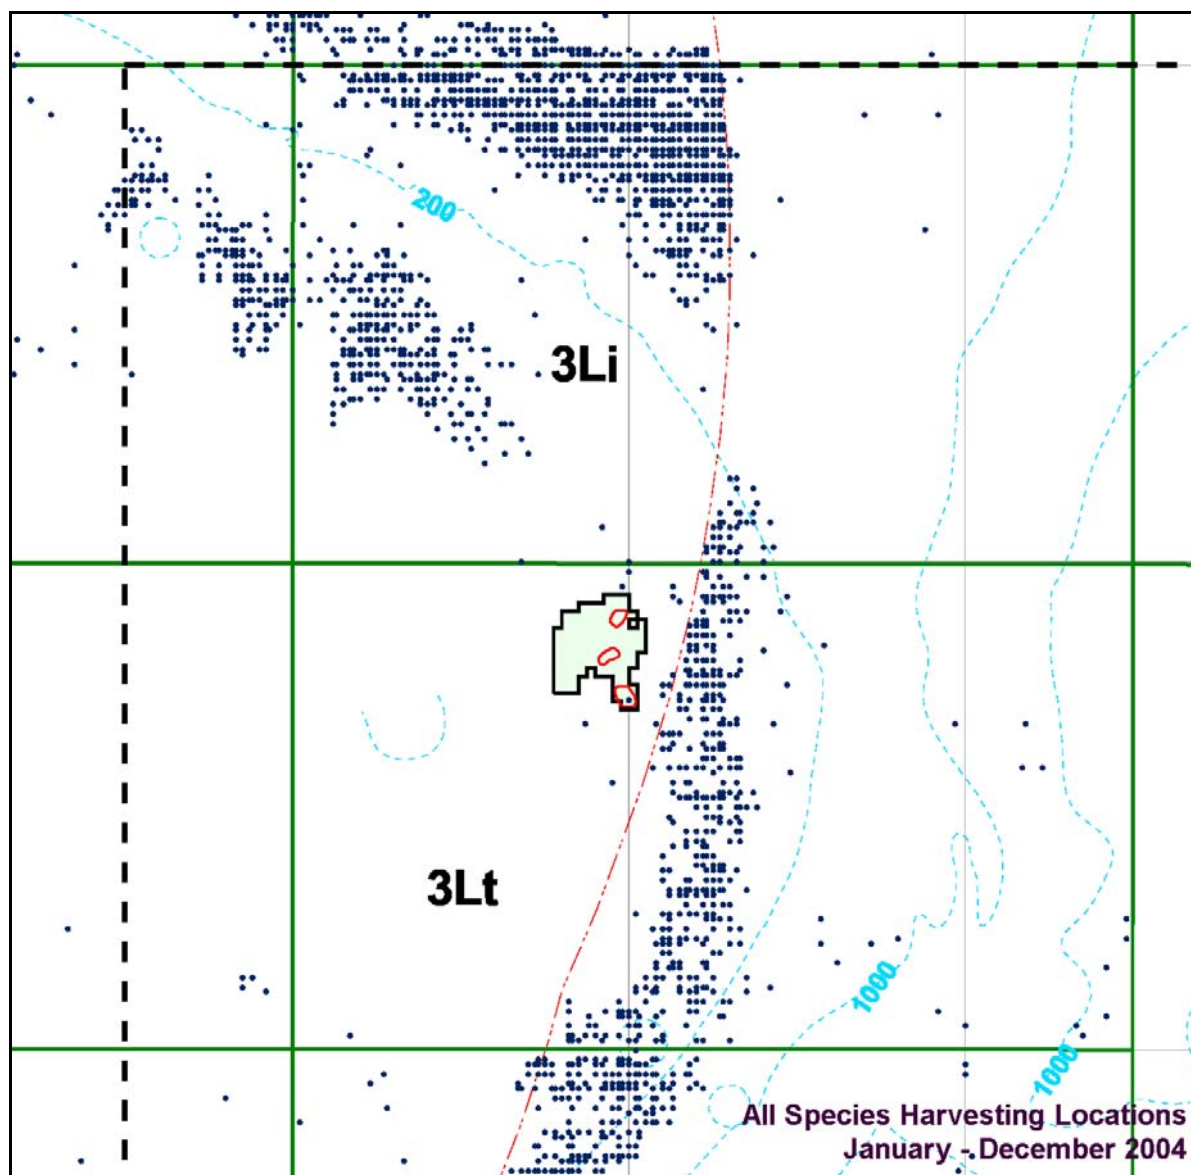 200
3Li
3Lt
1000
1000
All Species Harvesting Locations
January - December 2004